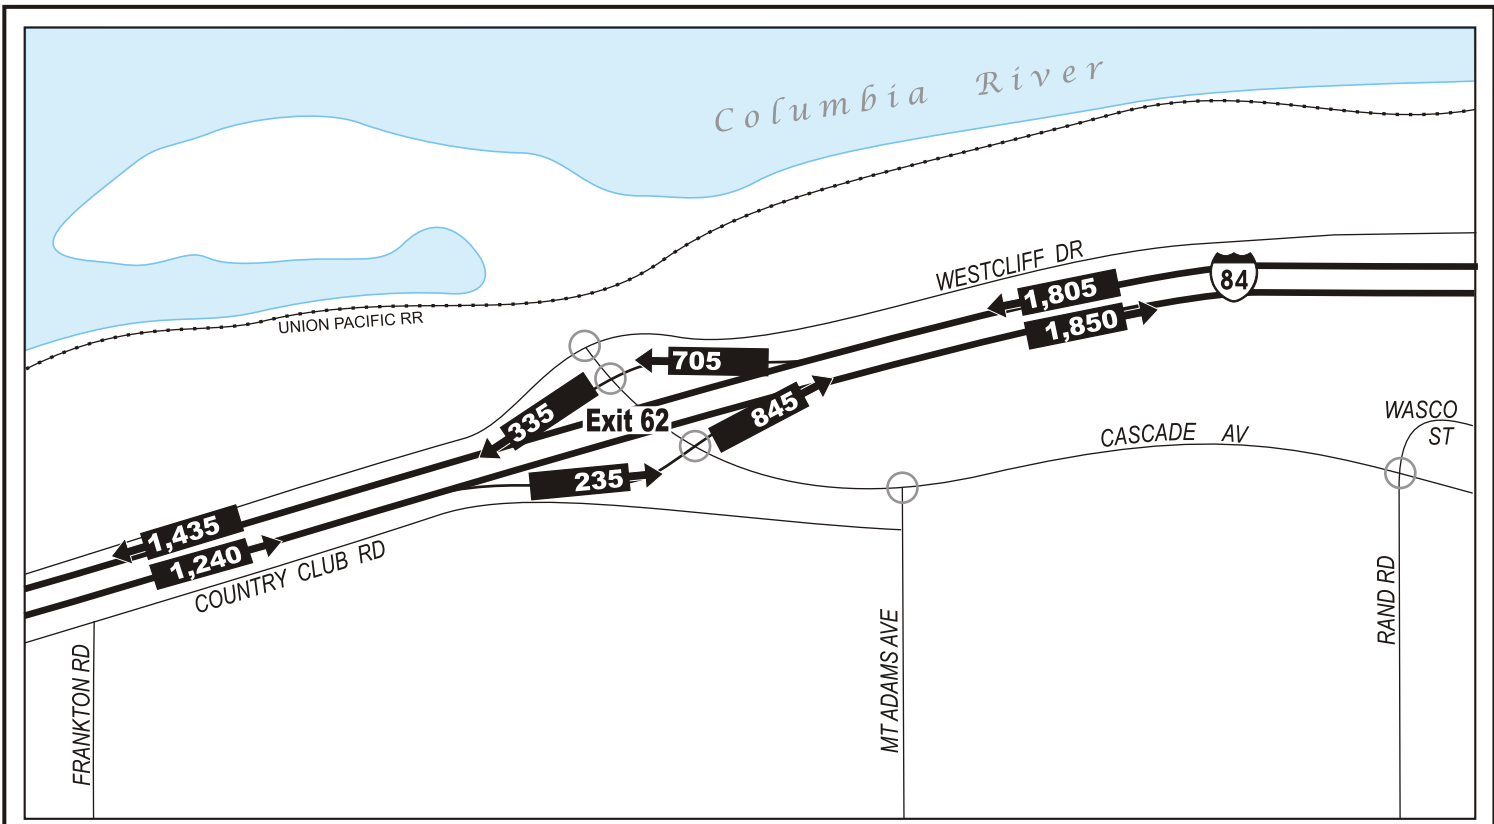 Columbia River
WESTCLIFF DR
84
1,805
1,850
UNION PACIFIC RR
705
335
Exit 62
845
235
WASCO
ST
CASCADE AV
1,435
1,240
COUNTRY CLUB RD
FRANKTON RD
MT ADAMS AVE
RAND RD